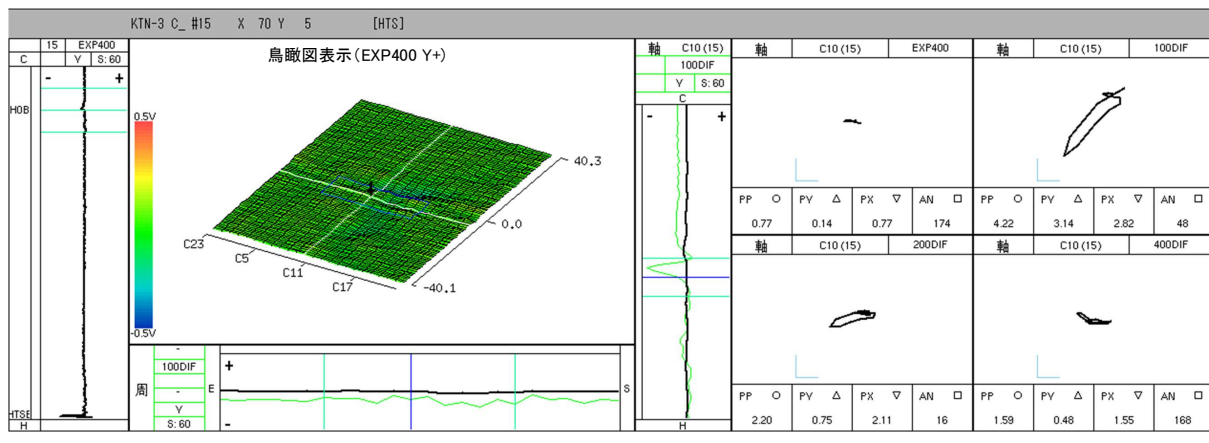 KTN-3 C_ #15 X 70 Y 5 [HTS]
15 EXP400
C Y S:60
- +
H0B
HTSE
H
鳥瞰図表示(EXP400 Y+)
0.5V
-0.5V
40.3
0.0
-40.1
C23
C5
C11
C17
周
-
100DIF
-
Y
S:60
E
+
-
S
軸 C10 (15)
100DIF
Y S:60
C
- +
H
軸 C10 (15) EXP400
PP ○ PY △ PX ▽ AN □
0.77 0.14 0.77 174
軸 C10 (15) 100DIF
PP ○ PY △ PX ▽ AN □
4.22 3.14 2.82 48
軸 C10 (15) 200DIF
PP ○ PY △ PX ▽ AN □
2.20 0.75 2.11 16
軸 C10 (15) 400DIF
PP ○ PY △ PX ▽ AN □
1.59 0.48 1.55 168